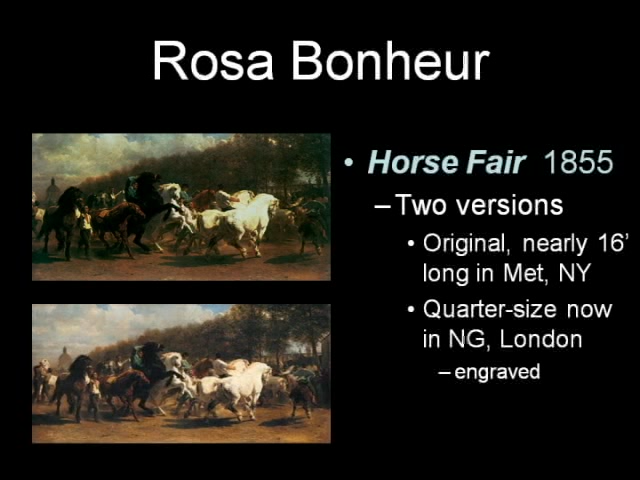 Rosa Bonheur
• Horse Fair 1855
– Two versions
• Original, nearly 16’
long in Met, NY
• Quarter-size now
in NG, London
– engraved